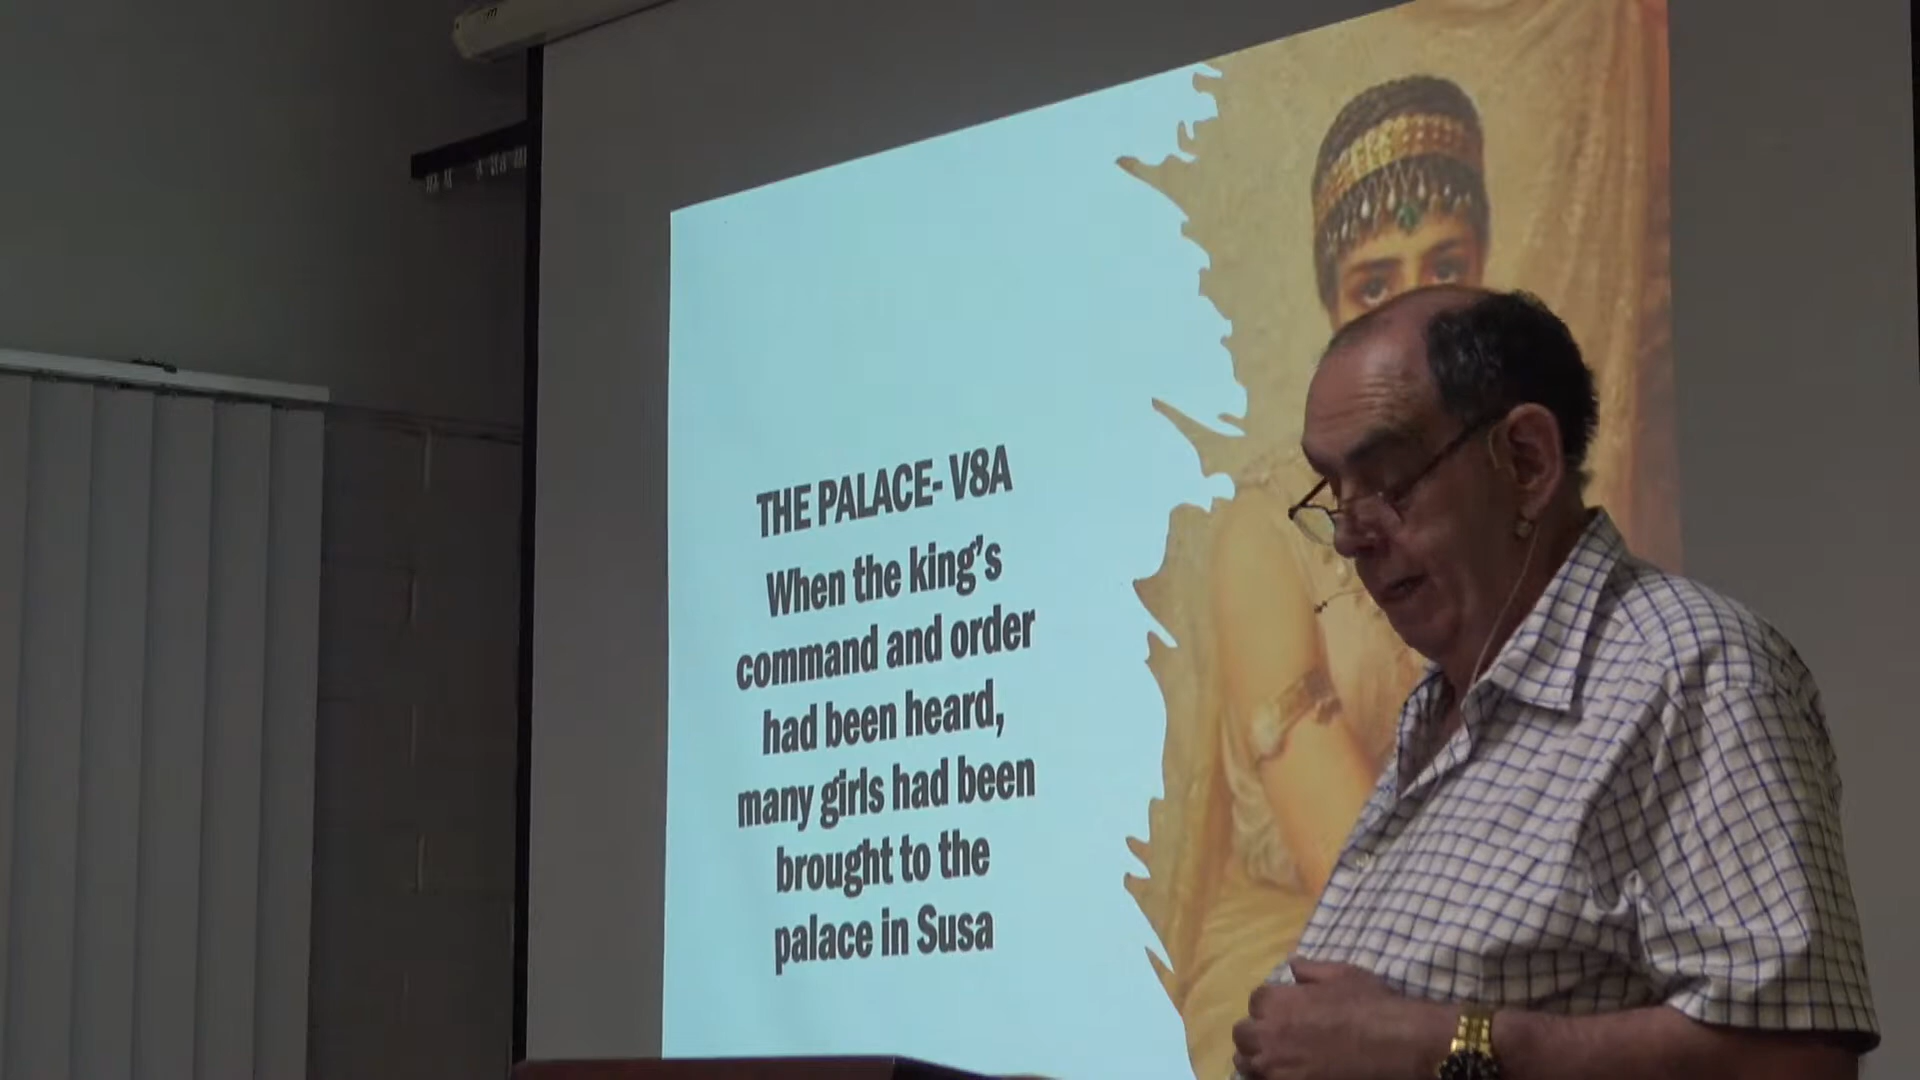 THE PALACE- V8A
When the king's
command and order
had been heard,
many girls had been
brought to the
palace in Susa